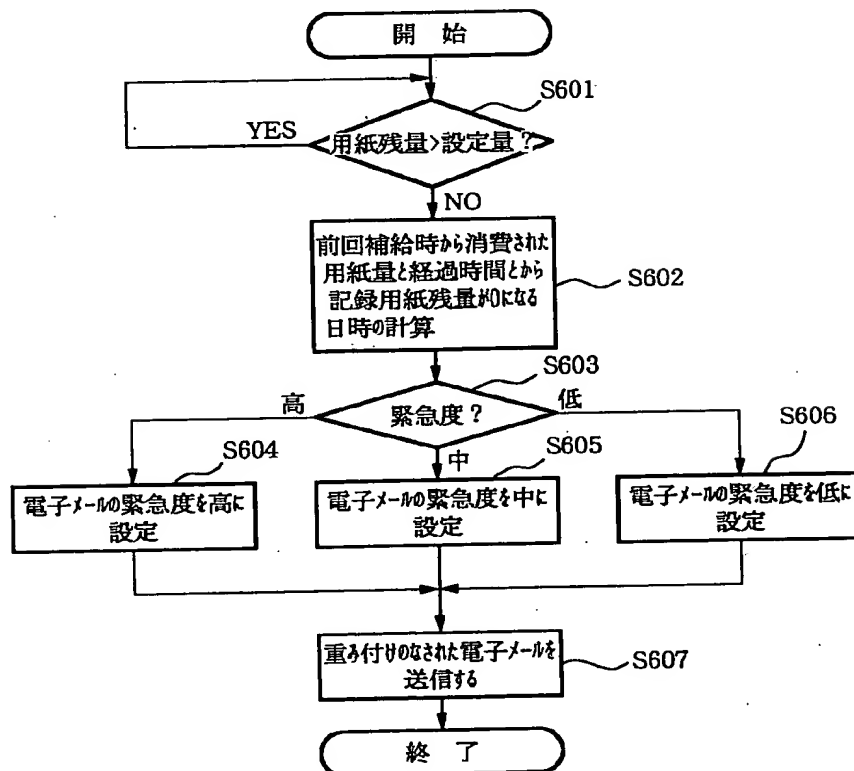 開 始
S601
YES
用紙残量>設定量?
NO
前回補給時から消費された
用紙量と経過時間とから
記録用紙残量が0になる
日時の計算
S602
S603
高
緊急度?
低
中
S604
S605
S606
電子メールの緊急度を高に
設定
電子メールの緊急度を中に
設定
電子メールの緊急度を低に
設定
重み付けのなされた電子メールを
送信する
S607
終 了